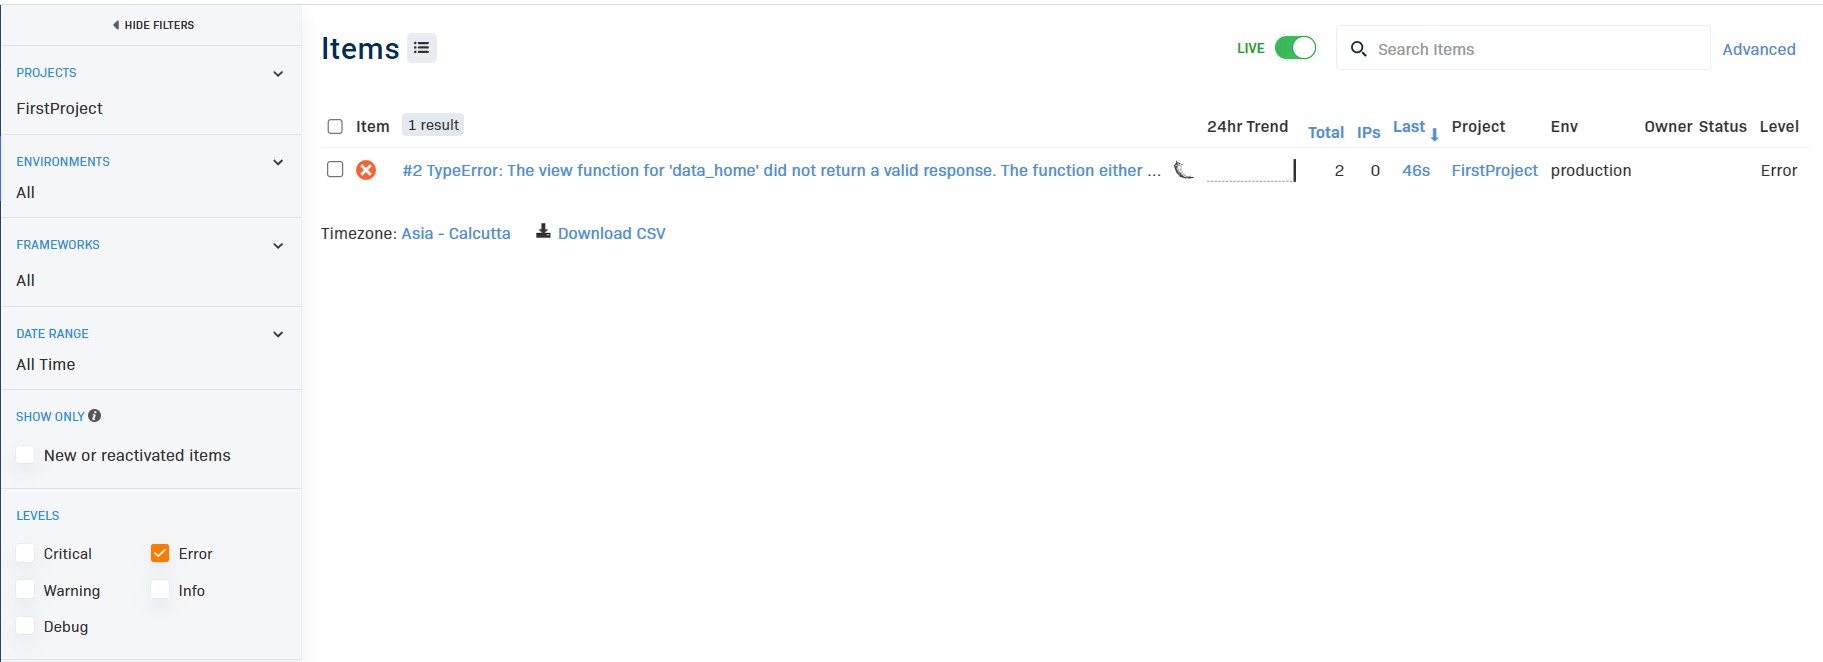 HIDE FILTERS
PROJECTS
FirstProject
ENVIRONMENTS
All
FRAMEWORKS
All
DATE RANGE
All Time
SHOW ONLY
New or reactivated items
LEVELS
Critical Error
Warning Info
Debug
Items
LIVE Search Items Advanced
Item 1 result 24hr Trend Total IPs Last Project Env Owner Status Level
#2 TypeError: The view function for 'data_home' did not return a valid response. The function either ... 2 0 46s FirstProject production Error
Timezone: Asia - Calcutta Download CSV